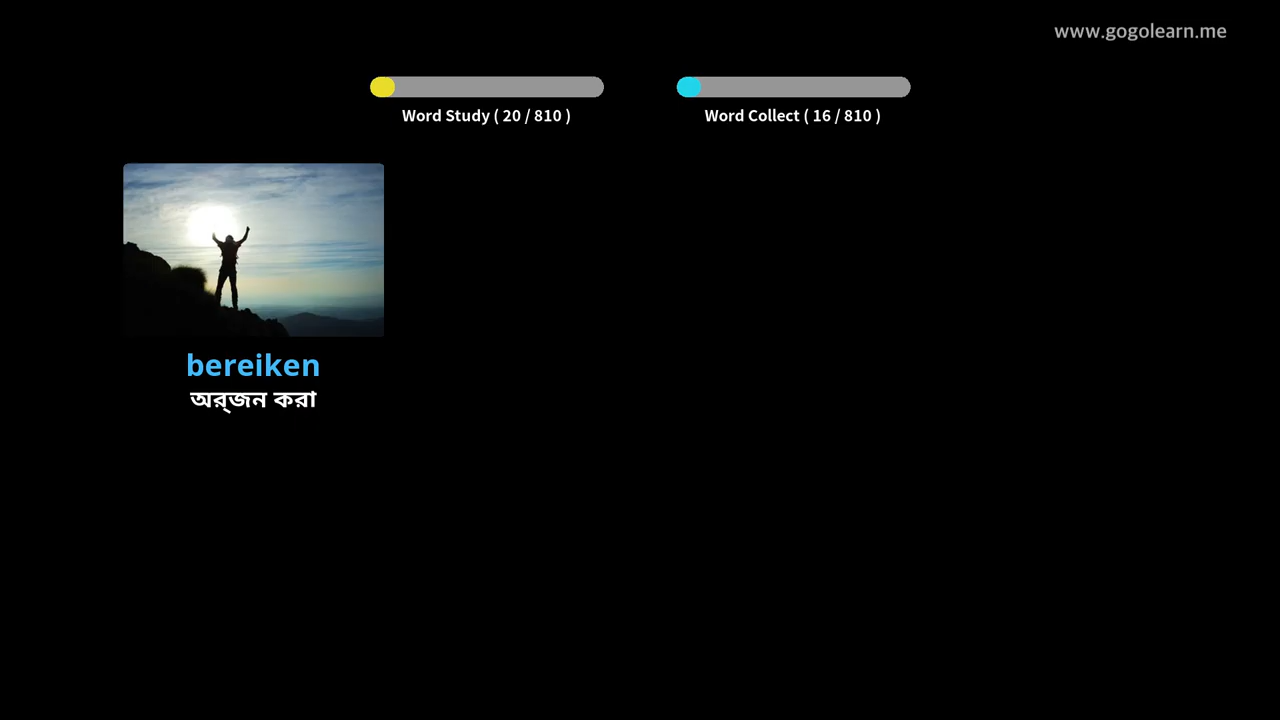 www.gogolearn.me
Word Study ( 20 / 810 )
Word Collect ( 16 / 810 )
bereiken
অর্জন করা